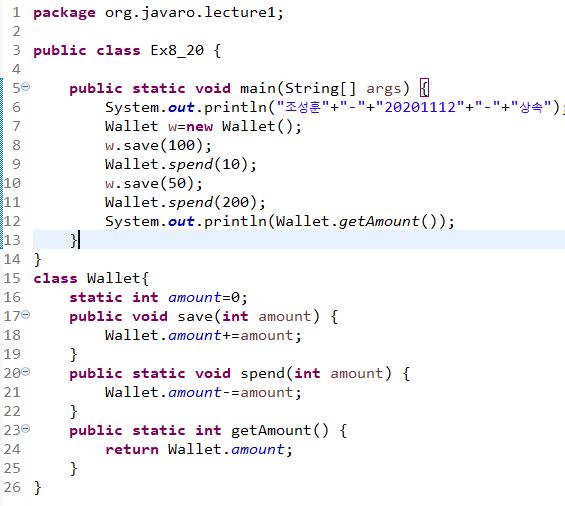 1 package org.javaro.lecture1;
2
3 public class Ex8_20 {
4
5 public static void main(String[] args) {
6 System.out.println("조성훈"+"-"+"20201112"+"-"+"상속");
7 Wallet w=new Wallet();
8 w.save(100);
9 Wallet.spend(10);
10 w.save(50);
11 Wallet.spend(200);
12 System.out.println(Wallet.getAmount());
13 }
14 }
15 class Wallet{
16 static int amount=0;
17 public void save(int amount) {
18 Wallet.amount+=amount;
19 }
20 public static void spend(int amount) {
21 Wallet.amount-=amount;
22 }
23 public static int getAmount() {
24 return Wallet.amount;
25 }
26 }